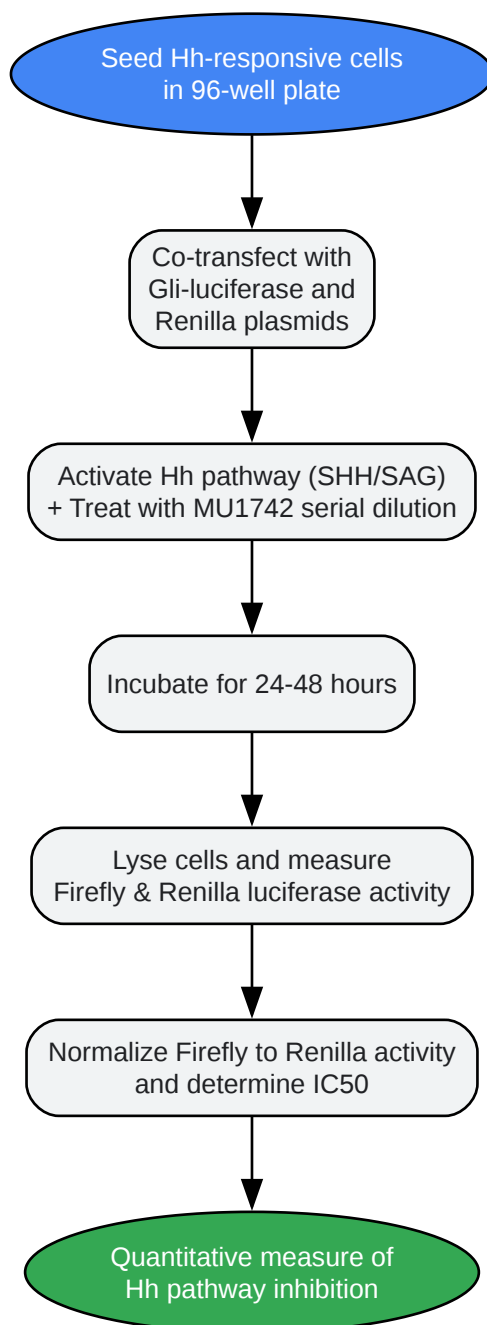 Seed Hh-responsive cells
in 96-well plate
Co-transfect with
Gli-luciferase and
Renilla plasmids
Activate Hh pathway (SHH/SAG)
+ Treat with MU1742 serial dilution
Incubate for 24-48 hours
Lyse cells and measure
Firefly & Renilla luciferase activity
Normalize Firefly to Renilla activity
and determine IC50
Quantitative measure of
Hh pathway inhibition